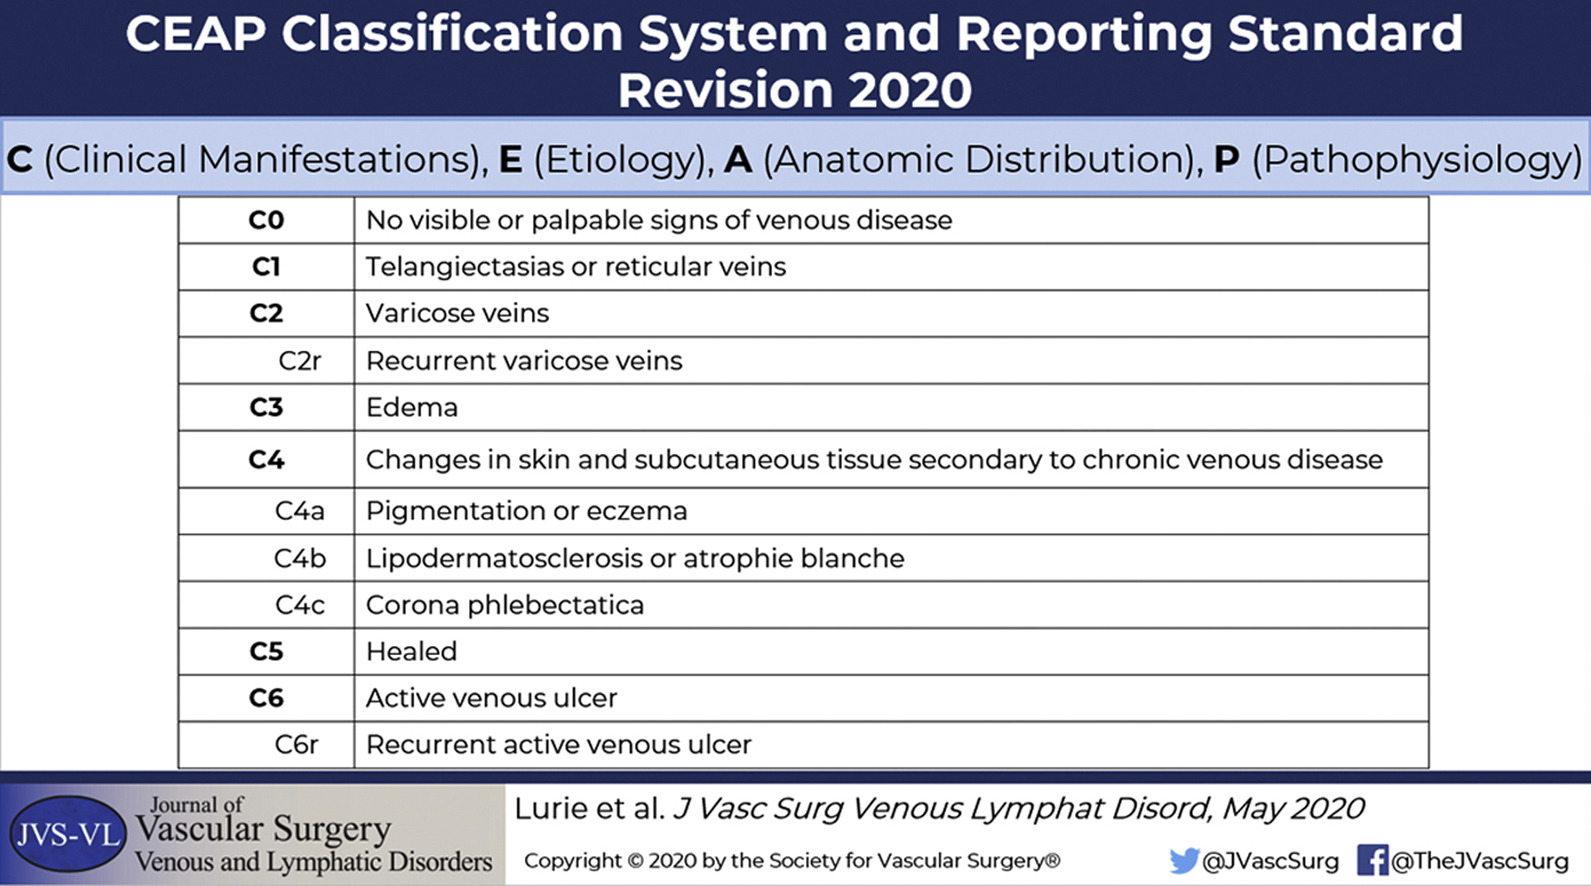 CEAP Classification System and Reporting Standard
Revision 2020
C (Clinical Manifestations), E (Etiology), A (Anatomic Distribution), P (Pathophysiology)
C0 No visible or palpable signs of venous disease
C1 Telangiectasias or reticular veins
C2 Varicose veins
C2r Recurrent varicose veins
C3 Edema
C4 Changes in skin and subcutaneous tissue secondary to chronic venous disease
C4a Pigmentation or eczema
C4b Lipodermatosclerosis or atrophie blanche
C4c Corona phlebectatica
C5 Healed
C6 Active venous ulcer
C6r Recurrent active venous ulcer
JVS-VL
Journal of
Vascular Surgery
Venous and Lymphatic Disorders
Lurie et al. J Vasc Surg Venous Lymphat Disord, May 2020
Copyright © 2020 by the Society for Vascular Surgery®
@JVascSurg
@TheJVascSurg